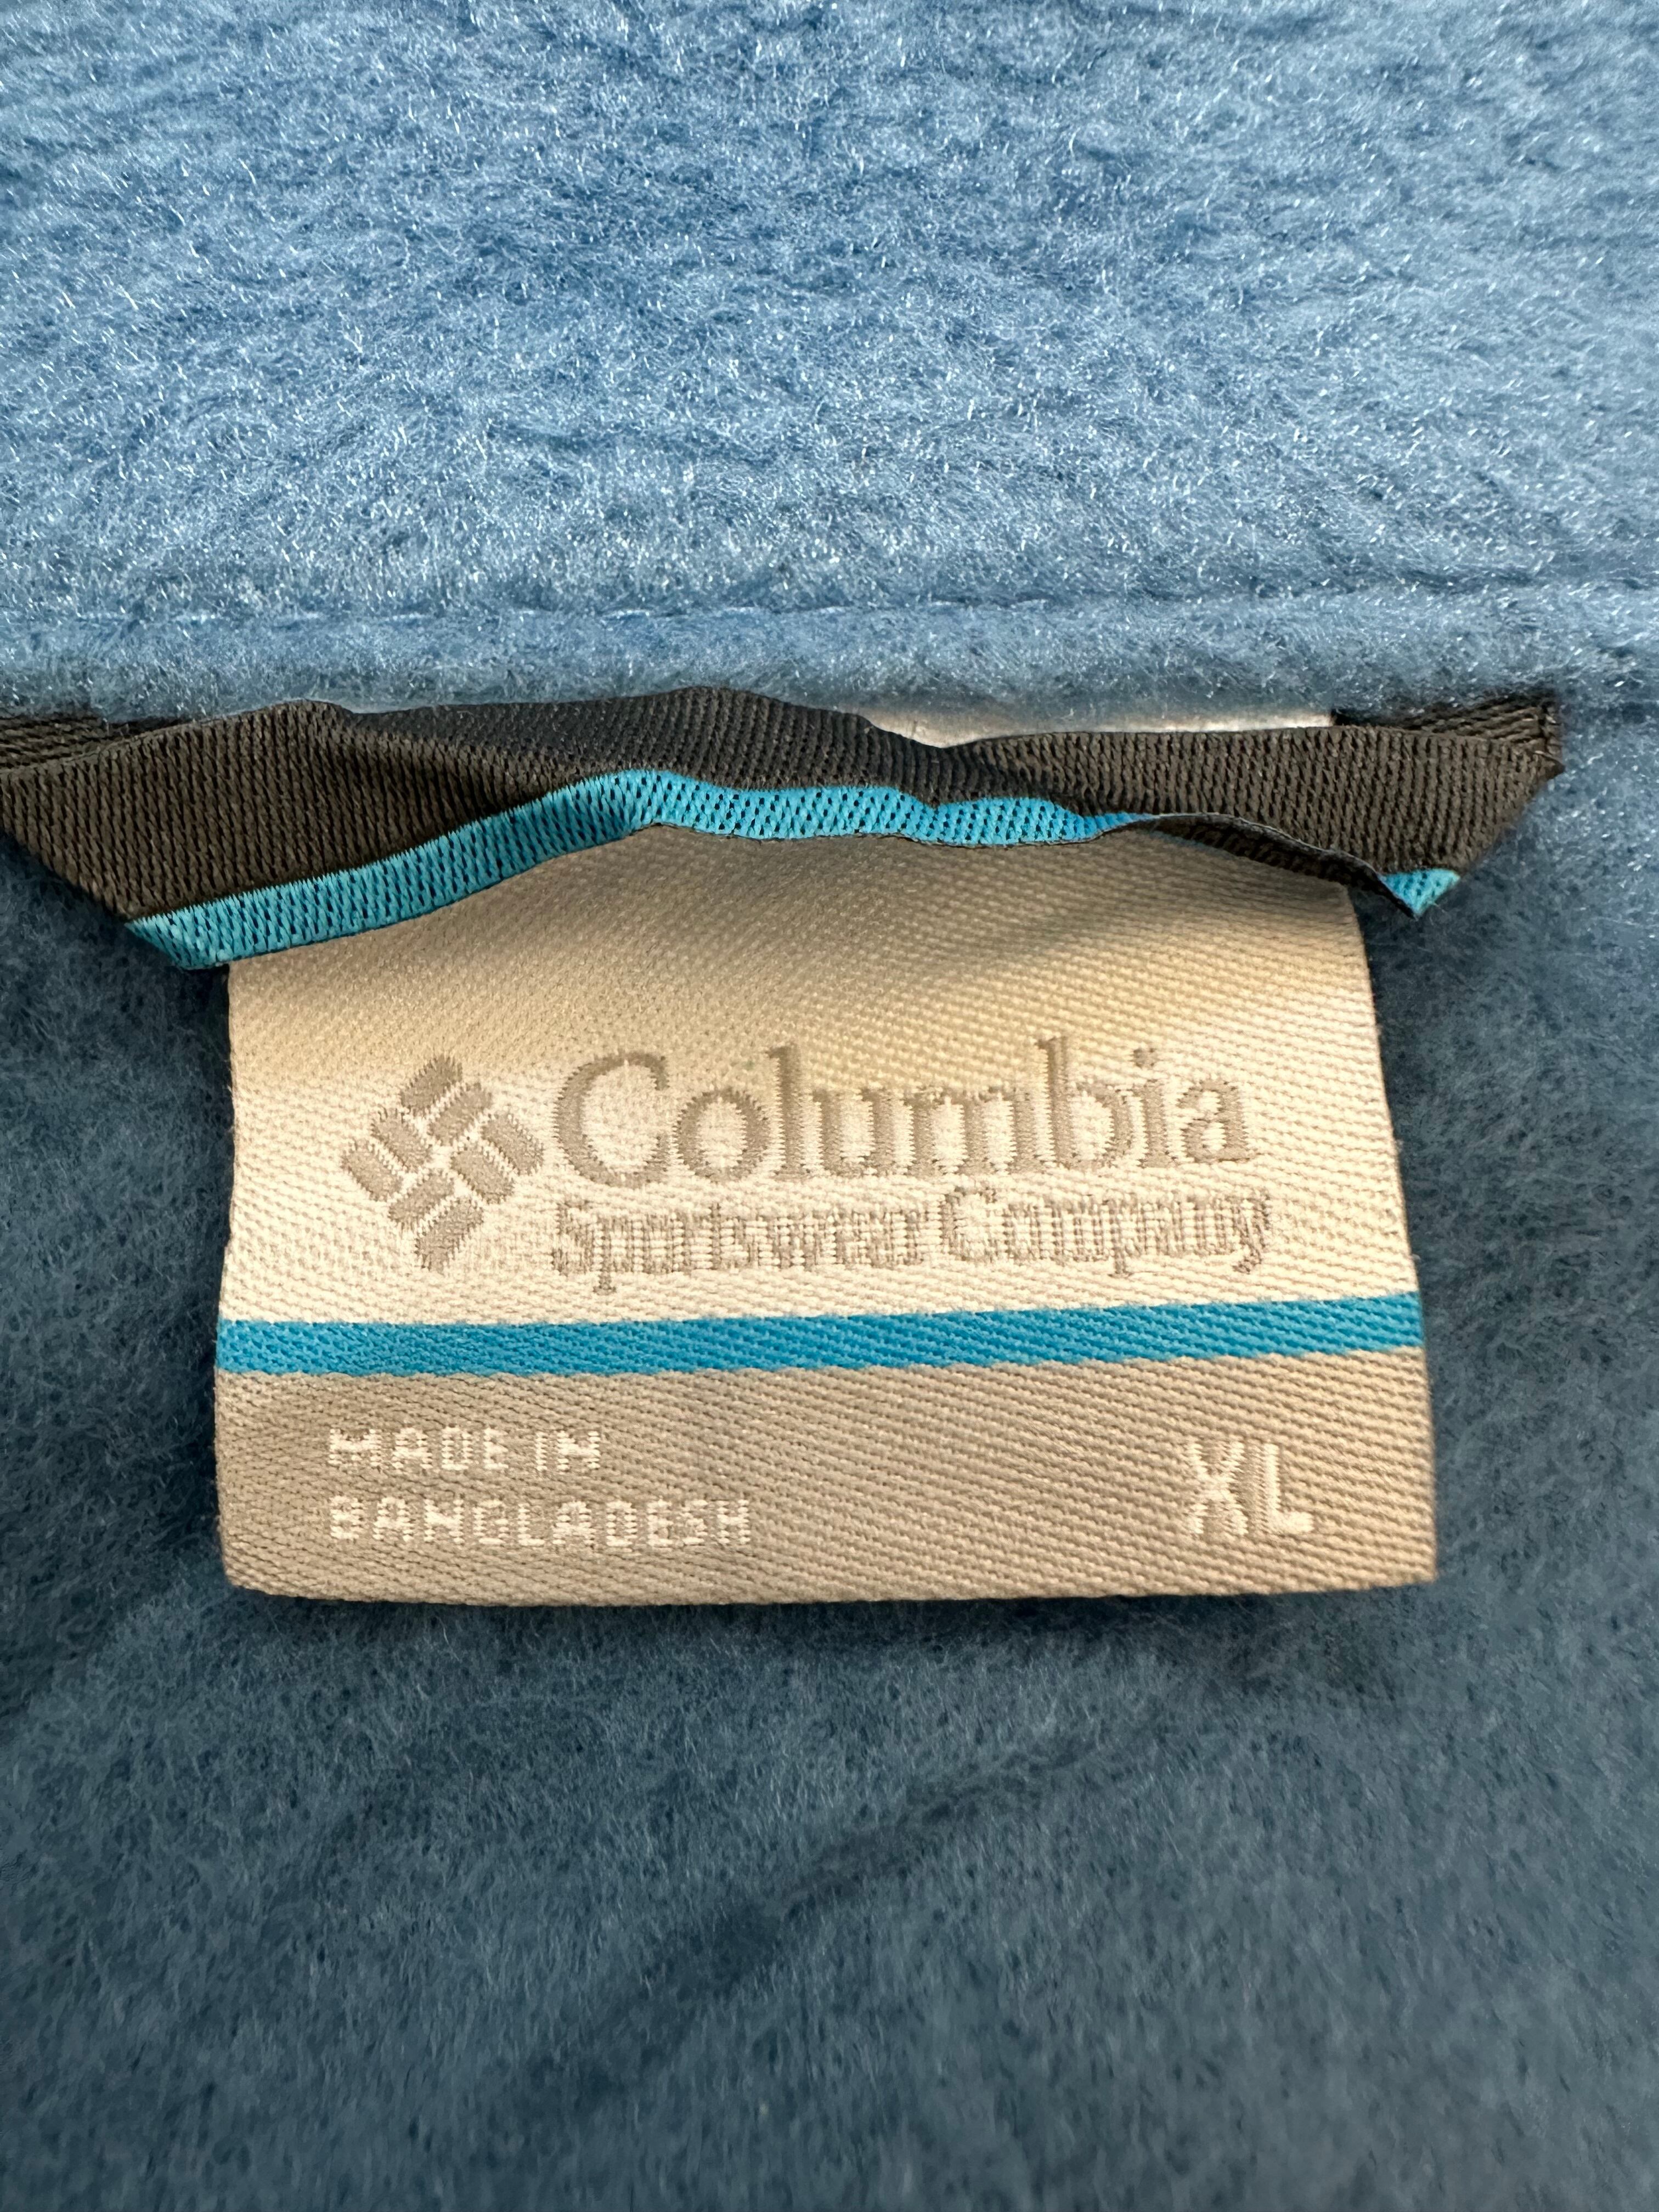 Columbia
Sportswear Company
MADE IN
BANGLADESH
XL